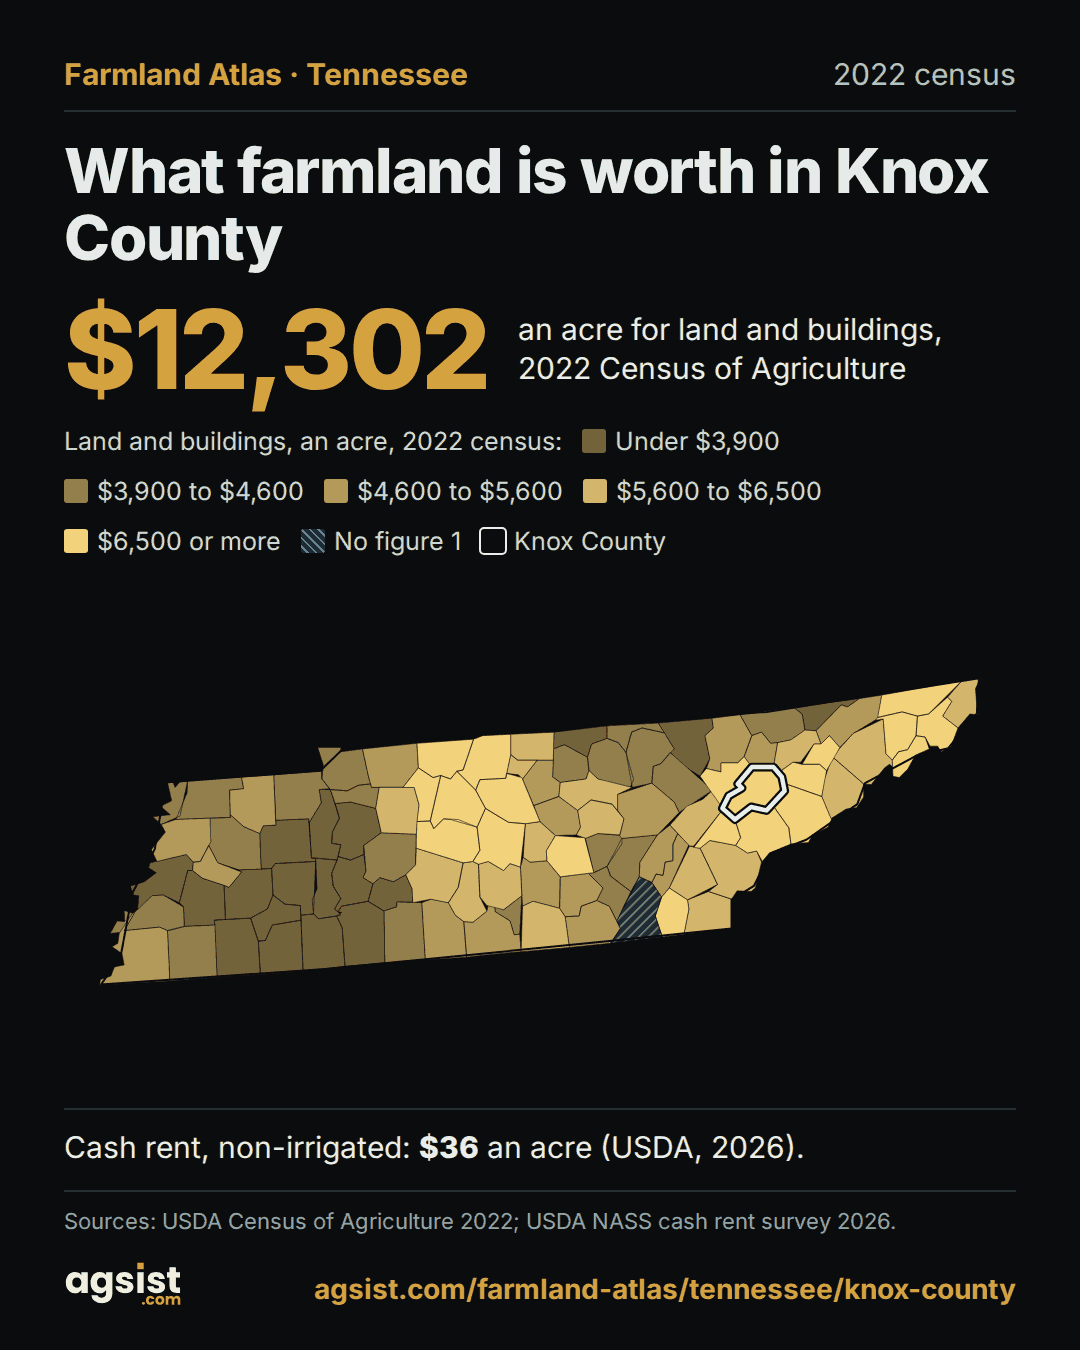 Farmland Atlas · Tennessee
2022 census
What farmland is worth in Knox
County
$12,302
an acre for land and buildings,
2022 Census of Agriculture
Land and buildings, an acre, 2022 census: Under $3,900
$3,900 to $4,600 $4,600 to $5,600 $5,600 to $6,500
$6,500 or more No figure 1 Knox County
Cash rent, non-irrigated: $36 an acre (USDA, 2026).
Sources: USDA Census of Agriculture 2022; USDA NASS cash rent survey 2026.
agsist
.com
agsist.com/farmland-atlas/tennessee/knox-county